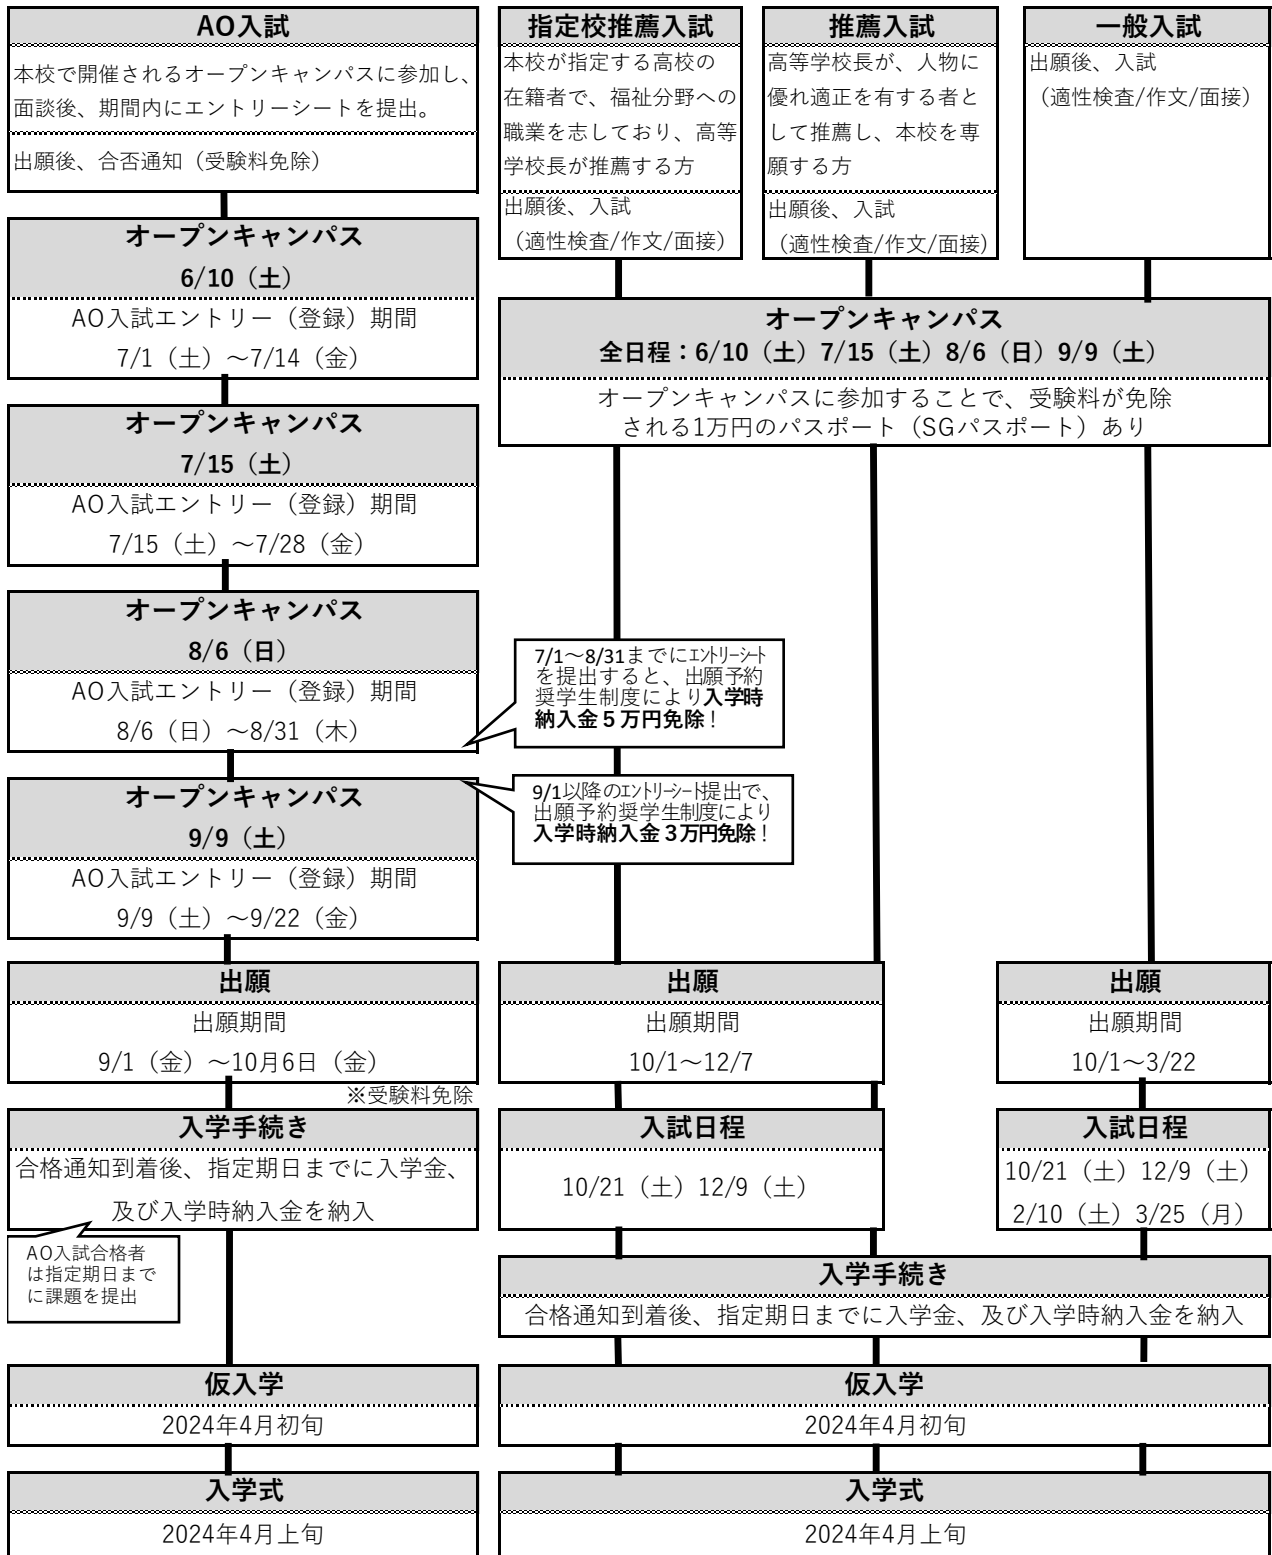 AO入試
本校で開催されるオープンキャンパスに参加し、
面談後、期間内にエントリーシートを提出。
出願後、合否通知（受験料免除）
オープンキャンパス
6/10（土）
AO入試エントリー（登録）期間
7/1（土）～7/14（金）
オープンキャンパス
7/15（土）
AO入試エントリー（登録）期間
7/15（土）～7/28（金）
オープンキャンパス
8/6（日）
AO入試エントリー（登録）期間
8/6（日）～8/31（木）
7/1～8/31までにエントリーシート
を提出すると、出願予約
奨学生制度により入学時
納入金５万円免除！
オープンキャンパス
9/9（土）
AO入試エントリー（登録）期間
9/9（土）～9/22（金）
9/1以降のエントリーシート提出で、
出願予約奨学生制度により
入学時納入金３万円免除！
出願
出願期間
9/1（金）～10月6日（金）
※受験料免除
入学手続き
合格通知到着後、指定期日までに入学金、
及び入学時納入金を納入
AO入試合格者
は指定期日まで
に課題を提出
仮入学
2024年4月初旬
入学式
2024年4月上旬
指定校推薦入試
本校が指定する高校の
在籍者で、福祉分野への
職業を志しており、高等
学校長が推薦する方
出願後、入試
（適性検査/作文/面接）
推薦入試
高等学校長が、人物に
優れ適正を有する者と
して推薦し、本校を専
願する方
出願後、入試
（適性検査/作文/面接）
一般入試
出願後、入試
（適性検査/作文/面接）
オープンキャンパス
全日程：6/10（土）7/15（土）8/6（日）9/9（土）
オープンキャンパスに参加することで、受験料が免除
される1万円のパスポート（SGパスポート）あり
出願
出願期間
10/1～12/7
入試日程
10/21（土）12/9（土）
出願
出願期間
10/1～3/22
入試日程
10/21（土）12/9（土）
2/10（土）3/25（月）
入学手続き
合格通知到着後、指定期日までに入学金、及び入学時納入金を納入
仮入学
2024年4月初旬
入学式
2024年4月上旬